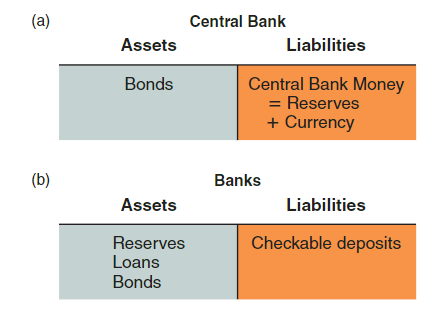 (a)
Central Bank
Assets Liabilities
Bonds Central Bank Money
= Reserves
+ Currency
(b)
Banks
Assets Liabilities
Reserves Checkable deposits
Loans
Bonds